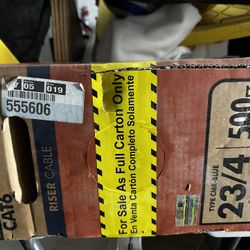 05 019
555606
CAT6
RISER CABLE
For Sale As Full Carton Only
En Venta Carton Completo Solamente
TYPE CMR-BLUE
23/4
500